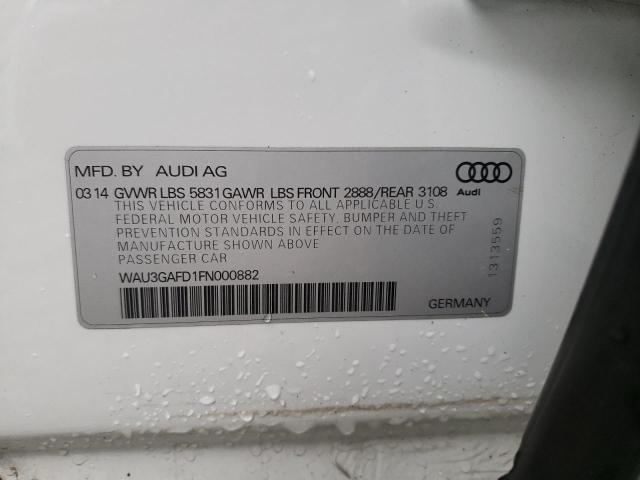 MFD. BY AUDI AG
03 14 GVWR LBS 5831 GAWR LBS FRONT 2888/REAR 3108
Audi
THIS VEHICLE CONFORMS TO ALL APPLICABLE U.S.
FEDERAL MOTOR VEHICLE SAFETY, BUMPER AND THEFT
PREVENTION STANDARDS IN EFFECT ON THE DATE OF
MANUFACTURE SHOWN ABOVE
PASSENGER CAR
WAU3GAFD1FN000882
GERMANY
1313559